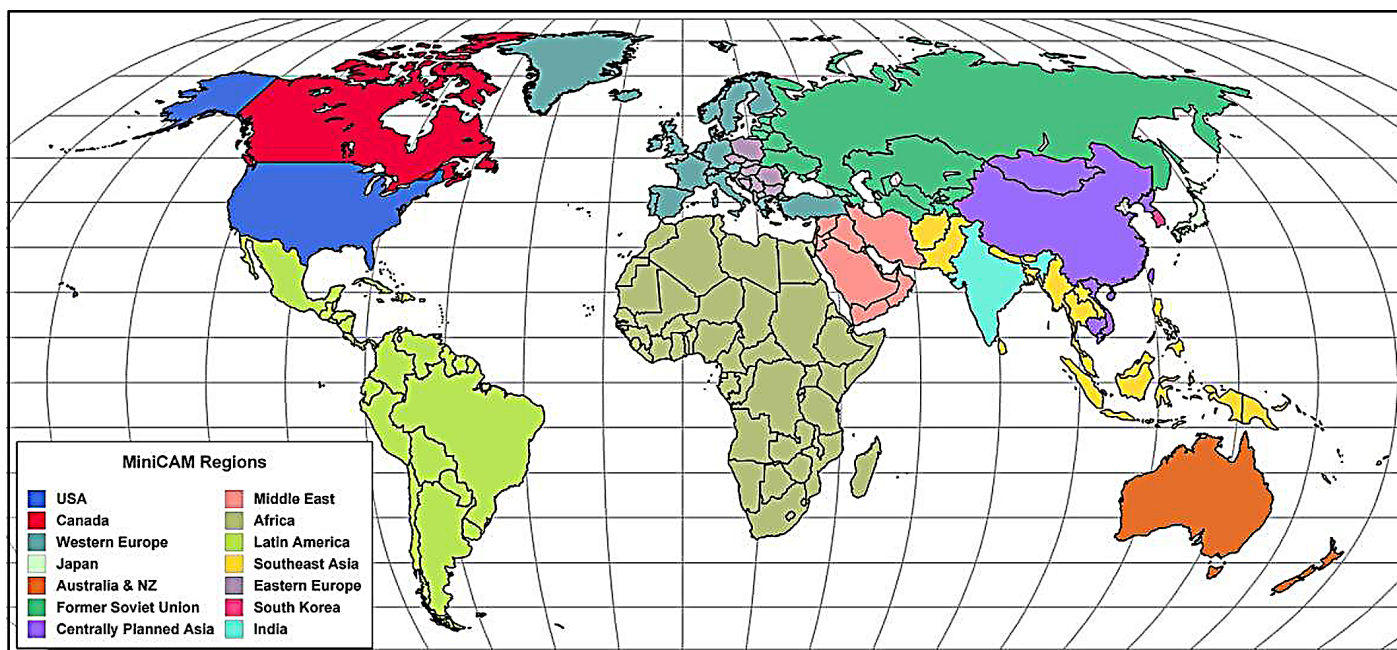 MiniCAM Regions
USA
Canada
Western Europe
Japan
Australia & NZ
Former Soviet Union
Centrally Planned Asia
Middle East
Africa
Latin America
Southeast Asia
Eastern Europe
South Korea
India